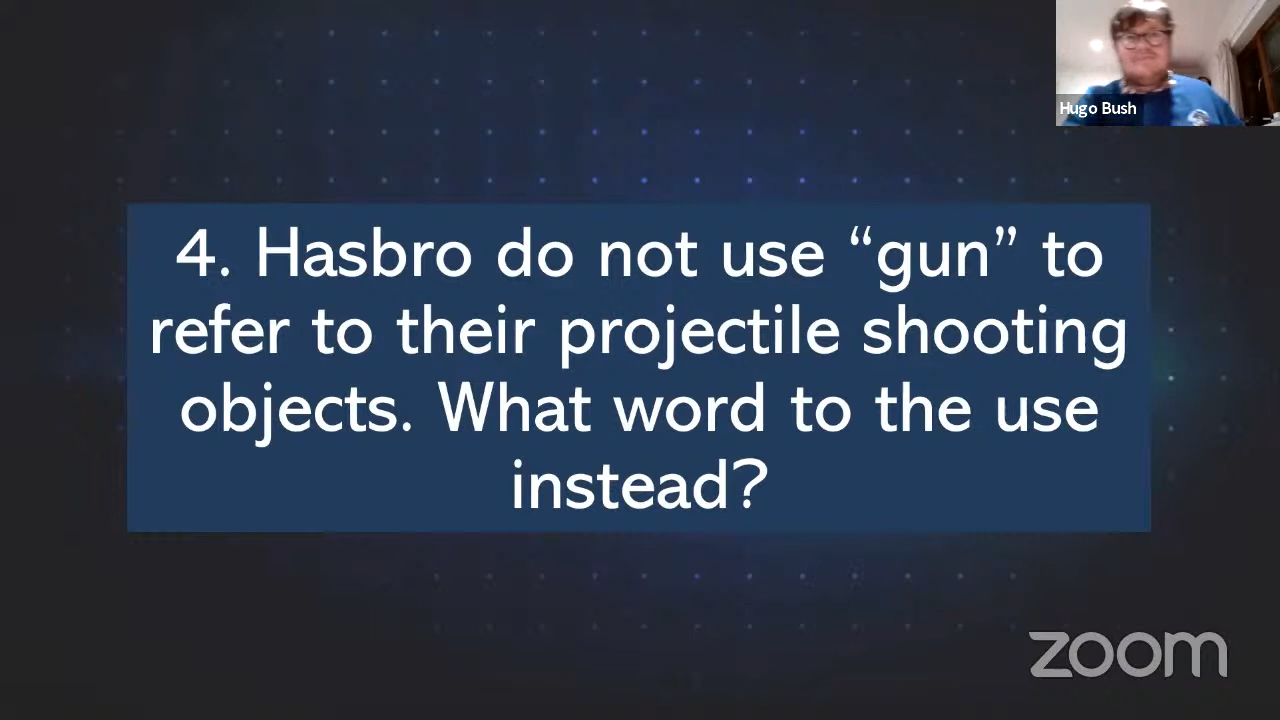 Hugo Bush
4. Hasbro do not use “gun” to
refer to their projectile shooting
objects. What word to the use
instead?
zoom